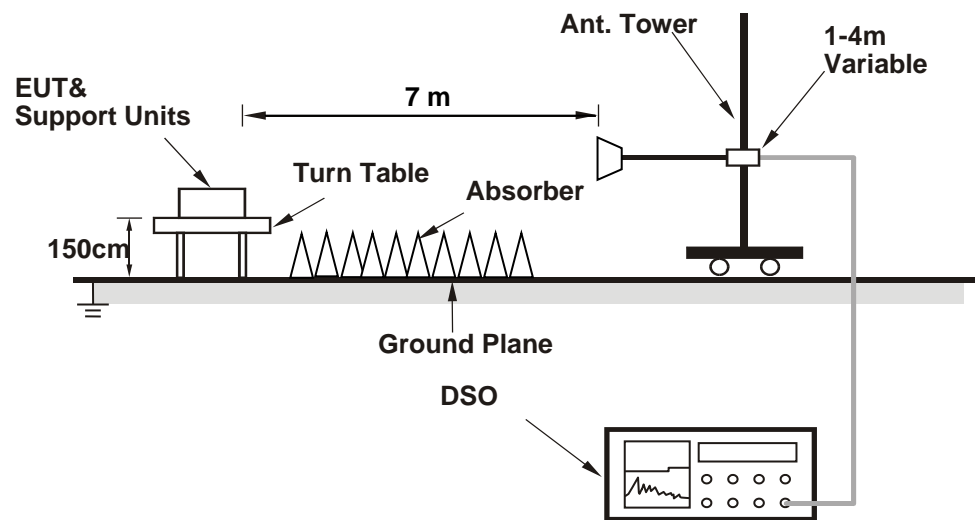 Ant. Tower
1-4m
Variable
EUT&
Support Units
7 m
Turn Table
Absorber
150cm
Ground Plane
DSO